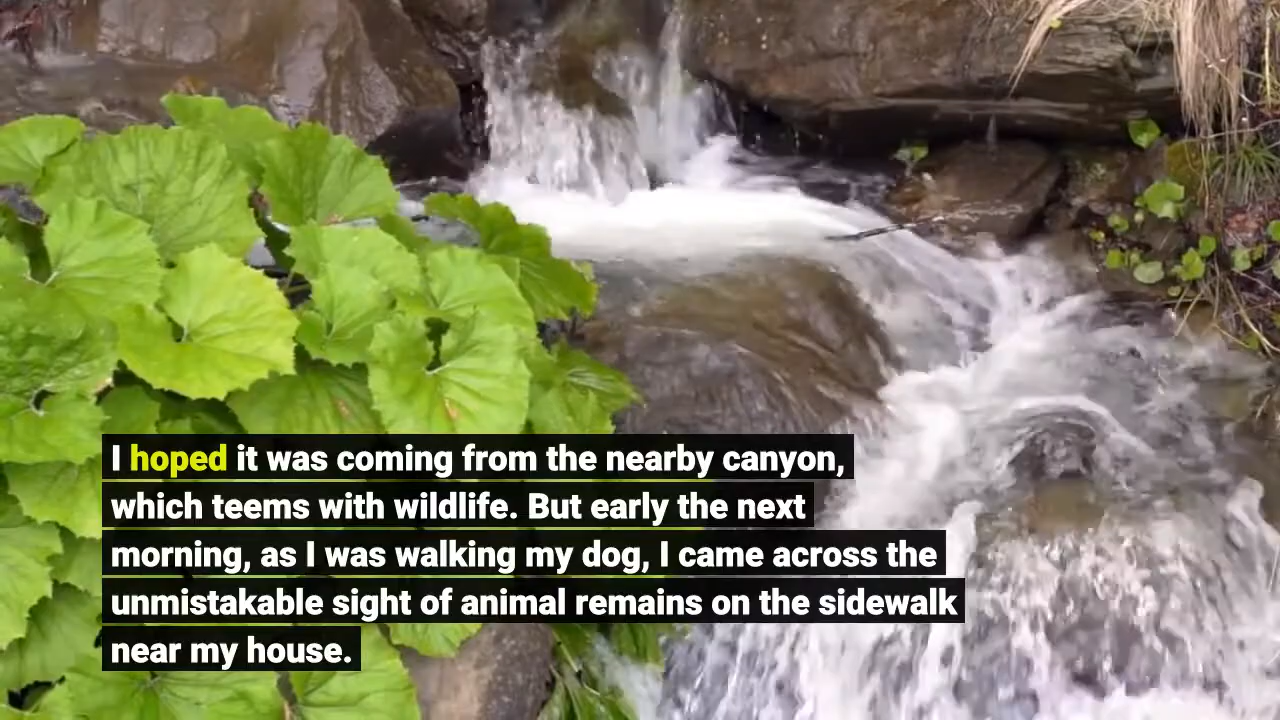 I hoped it was coming from the nearby canyon,
which teems with wildlife. But early the next
morning, as I was walking my dog, I came across the
unmistakable sight of animal remains on the sidewalk
near my house.